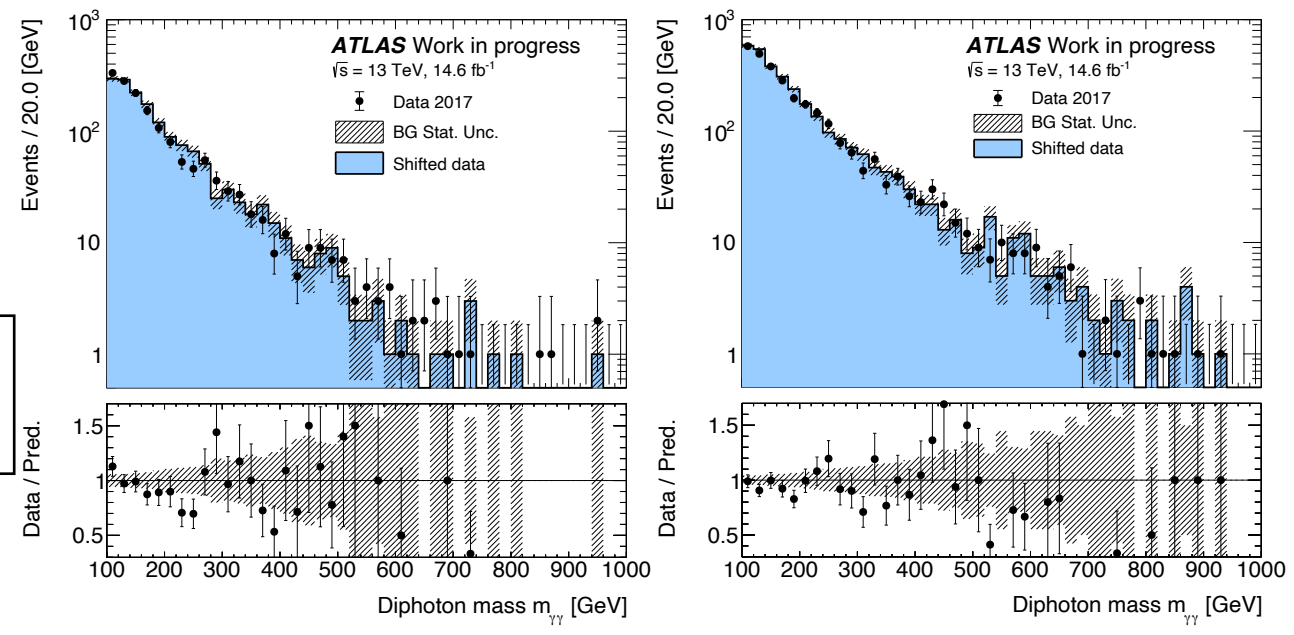 10³
10²
10
1
Events / 20.0 [GeV]
ATLAS Work in progress
√s = 13 TeV, 14.6 fb⁻¹
Data 2017
BG Stat. Unc.
Shifted data
1.5
1
0.5
Data / Pred.
100 200 300 400 500 600 700 800 900 1000
Diphoton mass m_γγ [GeV]
10³
10²
10
1
Events / 20.0 [GeV]
ATLAS Work in progress
√s = 13 TeV, 14.6 fb⁻¹
Data 2017
BG Stat. Unc.
Shifted data
1.5
1
0.5
Data / Pred.
100 200 300 400 500 600 700 800 900 1000
Diphoton mass m_γγ [GeV]